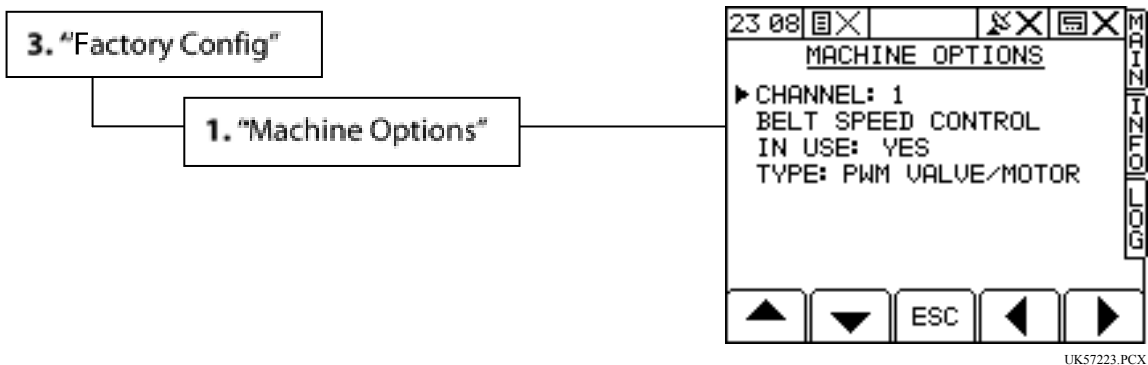 3. "Factory Config"
1. "Machine Options"
23 08
MACHINE OPTIONS
CHANNEL: 1
BELT SPEED CONTROL
IN USE: YES
TYPE: PWM VALVE/MOTOR
MAIN
INFO
LOG
ESC
UK57223.PCX